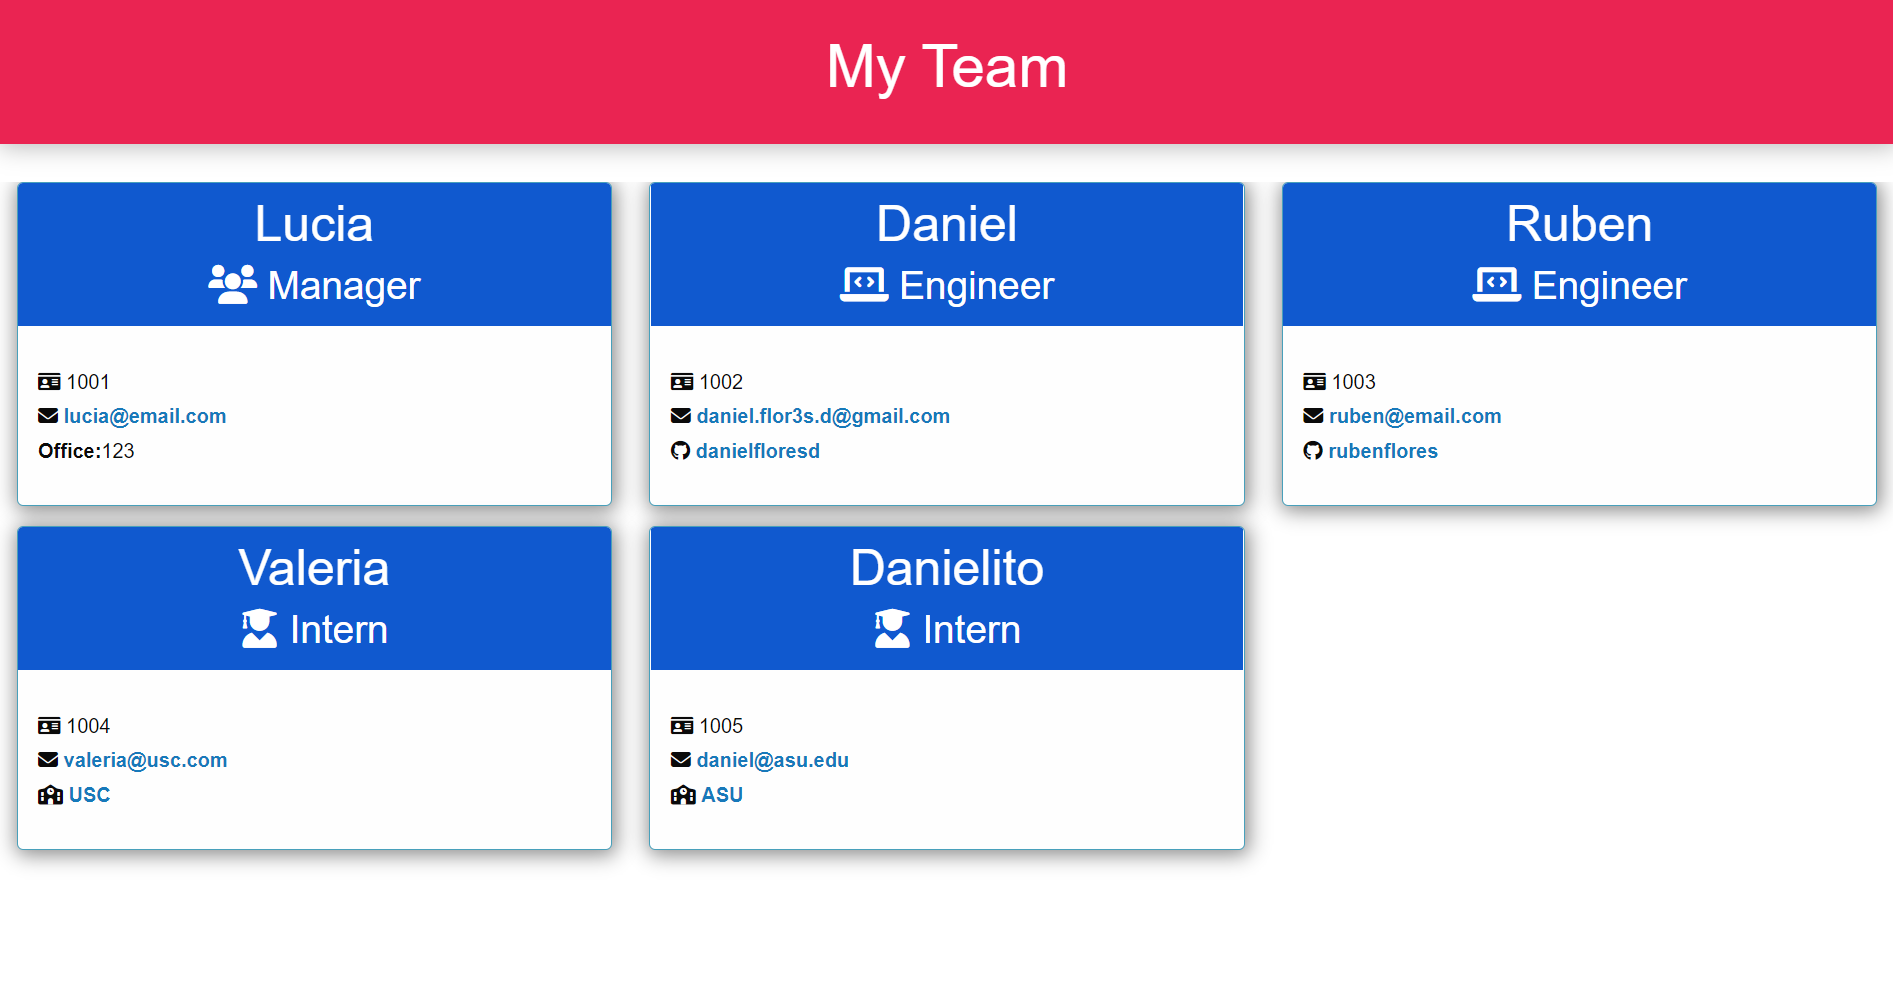 My Team
Lucia
Manager
1001
lucia@email.com
Office:123
Daniel
Engineer
1002
daniel.flor3s.d@gmail.com
danielfloresd
Ruben
Engineer
1003
ruben@email.com
rubenflores
Valeria
Intern
1004
valeria@usc.com
USC
Danielito
Intern
1005
daniel@asu.edu
ASU